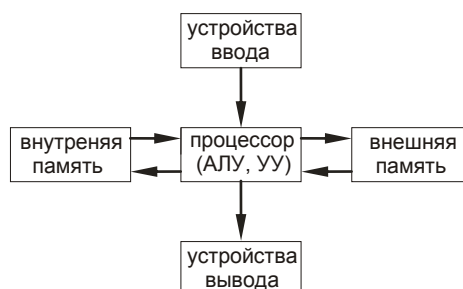 устройства
ввода
внутреняя
память
процессор
(АЛУ, УУ)
внешняя
память
устройства
вывода